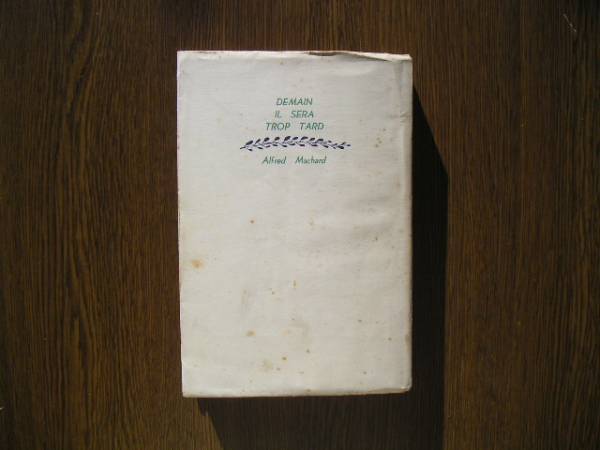 DEMAIN
IL SERA
TROP TARD
Alfred Machard